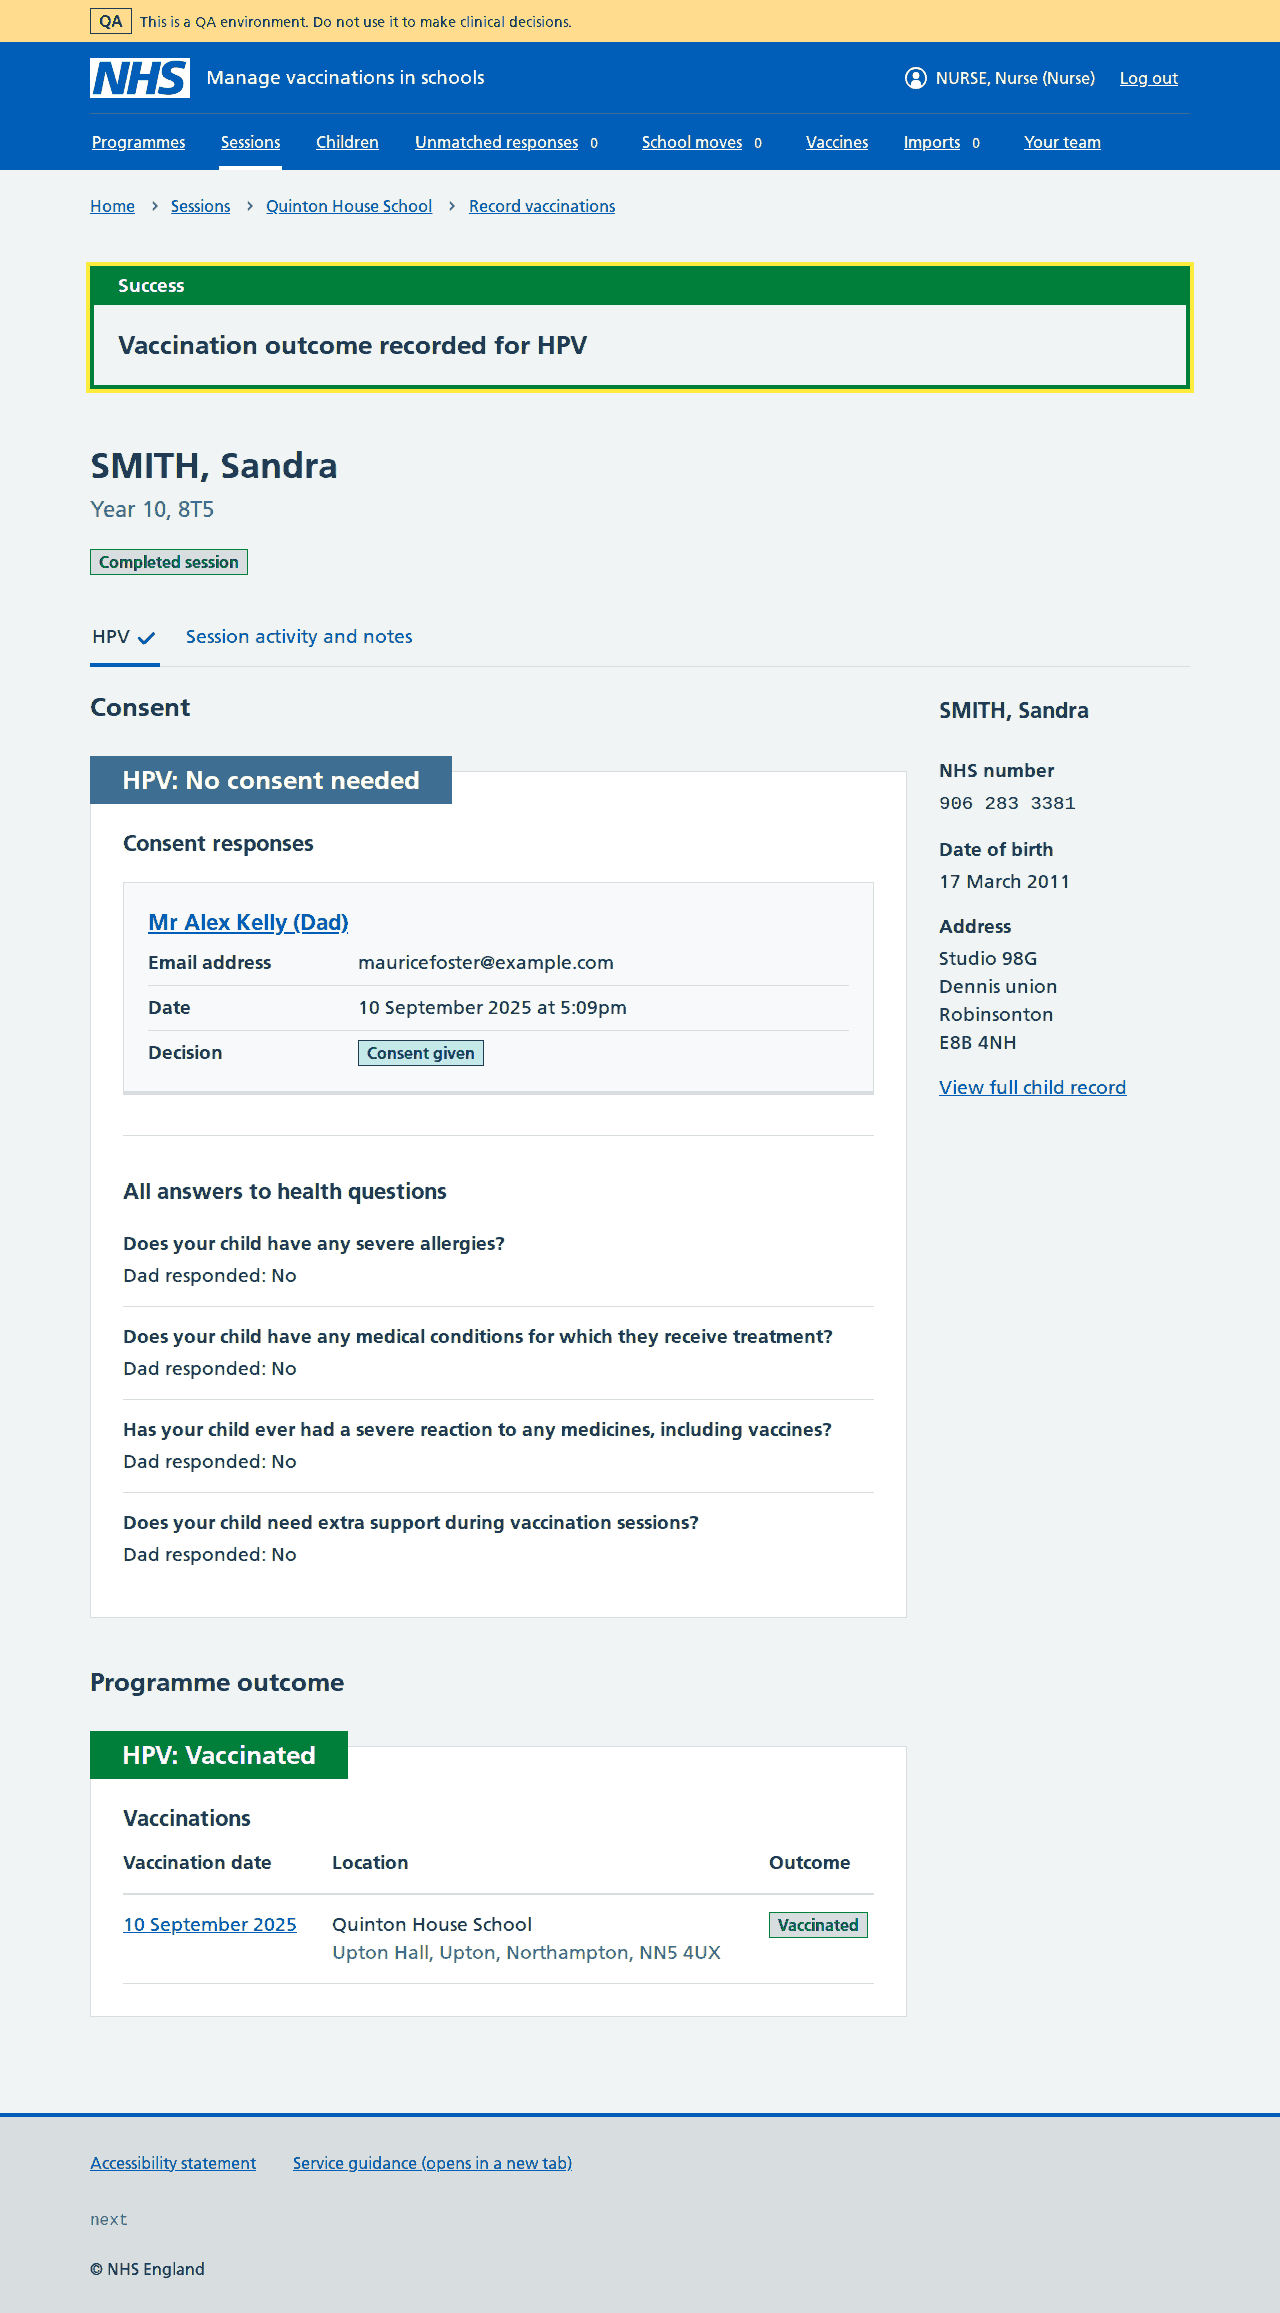 QA This is a QA environment. Do not use it to make clinical decisions.
NHS Manage vaccinations in schools NURSE, Nurse (Nurse) Log out
Programmes Sessions Children Unmatched responses 0 School moves 0 Vaccines Imports 0 Your team
Home Sessions Quinton House School Record vaccinations
Success
Vaccination outcome recorded for HPV
SMITH, Sandra
Year 10, 8T5
Completed session
HPV Session activity and notes
Consent
HPV: No consent needed
Consent responses
Mr Alex Kelly (Dad)
Email address mauricefoster@example.com
Date 10 September 2025 at 5:09pm
Decision Consent given
All answers to health questions
Does your child have any severe allergies?
Dad responded: No
Does your child have any medical conditions for which they receive treatment?
Dad responded: No
Has your child ever had a severe reaction to any medicines, including vaccines?
Dad responded: No
Does your child need extra support during vaccination sessions?
Dad responded: No
SMITH, Sandra
NHS number
906 283 3381
Date of birth
17 March 2011
Address
Studio 98G
Dennis union
Robinsonton
E8B 4NH
View full child record
Programme outcome
HPV: Vaccinated
Vaccinations
Vaccination date Location Outcome
10 September 2025 Quinton House School Vaccinated
Upton Hall, Upton, Northampton, NN5 4UX
Accessibility statement Service guidance (opens in a new tab)
next
© NHS England